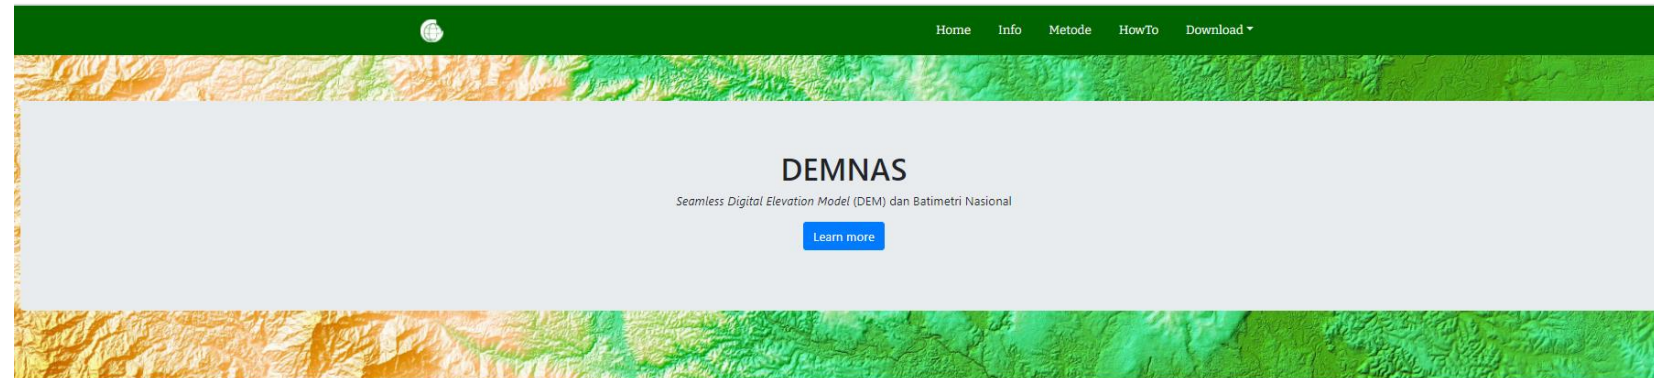 Home Info Metode HowTo Download
DEMNAS
Seamless Digital Elevation Model (DEM) dan Batimetri Nasional
Learn more